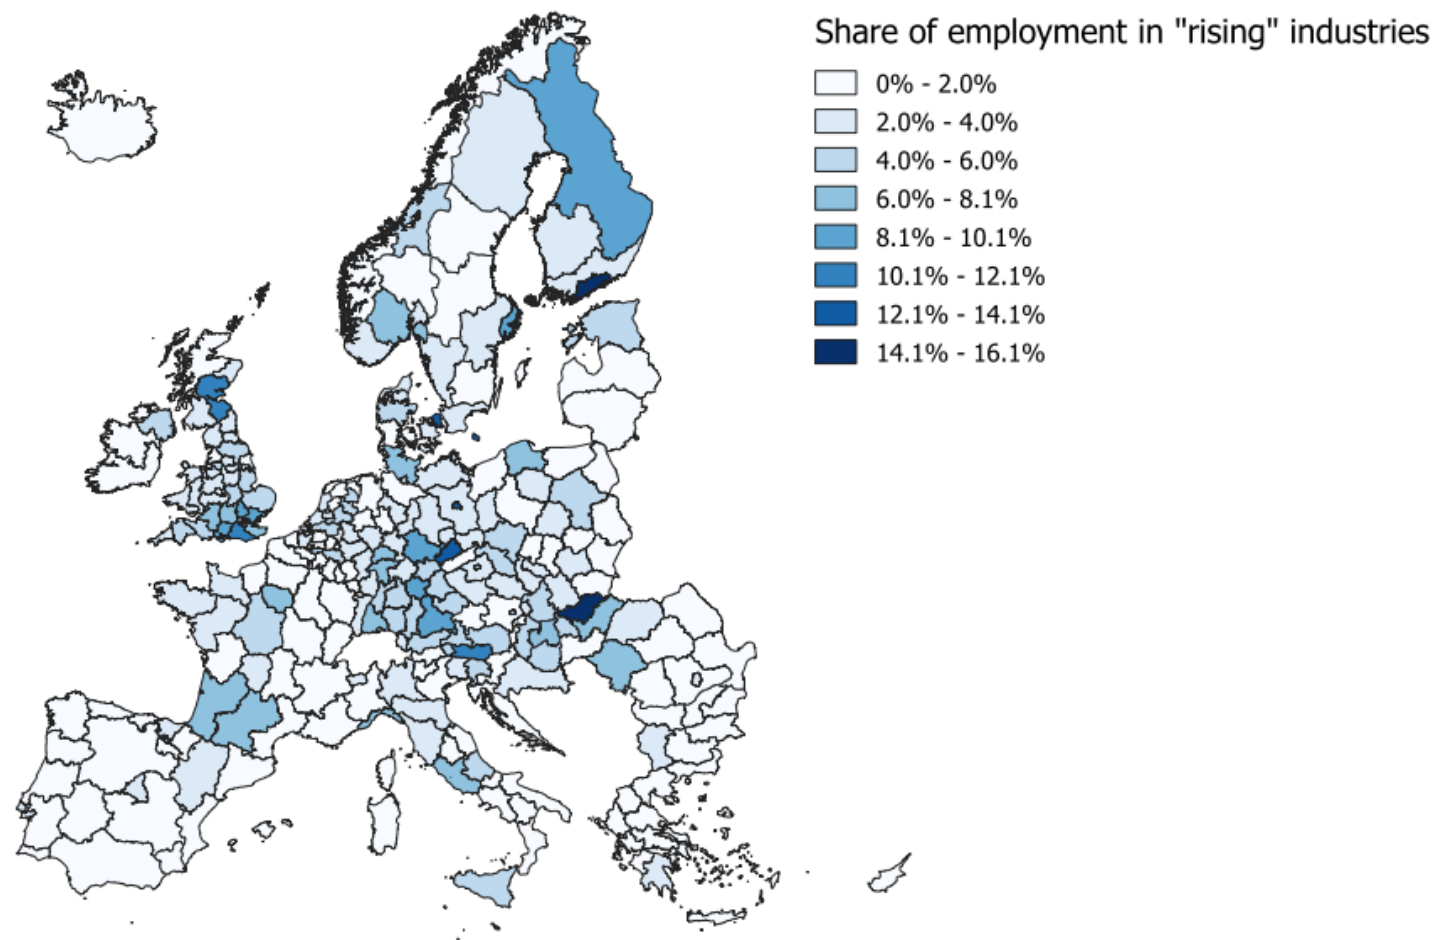 Share of employment in "rising" industries
0% - 2.0%
2.0% - 4.0%
4.0% - 6.0%
6.0% - 8.1%
8.1% - 10.1%
10.1% - 12.1%
12.1% - 14.1%
14.1% - 16.1%